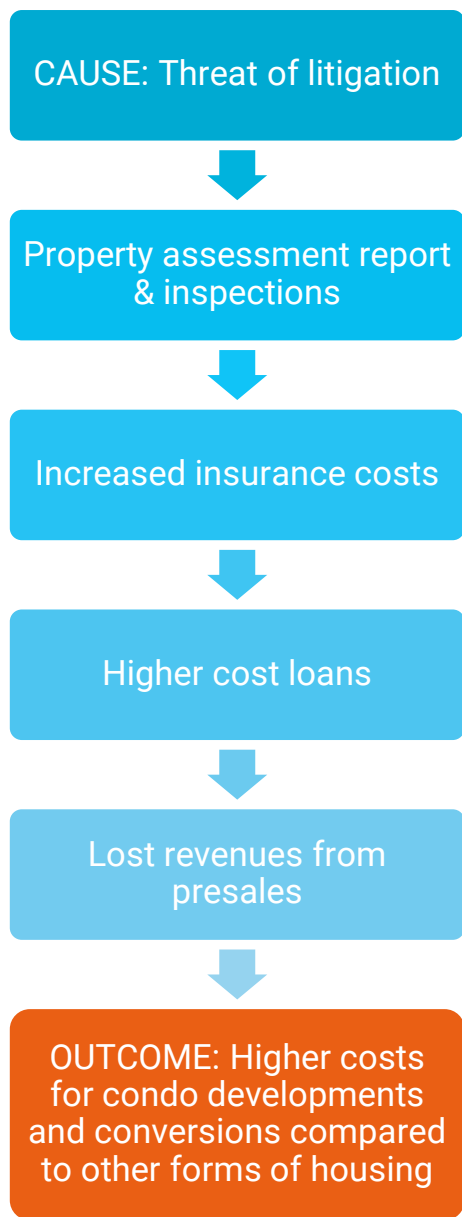 CAUSE: Threat of litigation
Property assessment report
& inspections
Increased insurance costs
Higher cost loans
Lost revenues from
presales
OUTCOME: Higher costs
for condo developments
and conversions compared
to other forms of housing